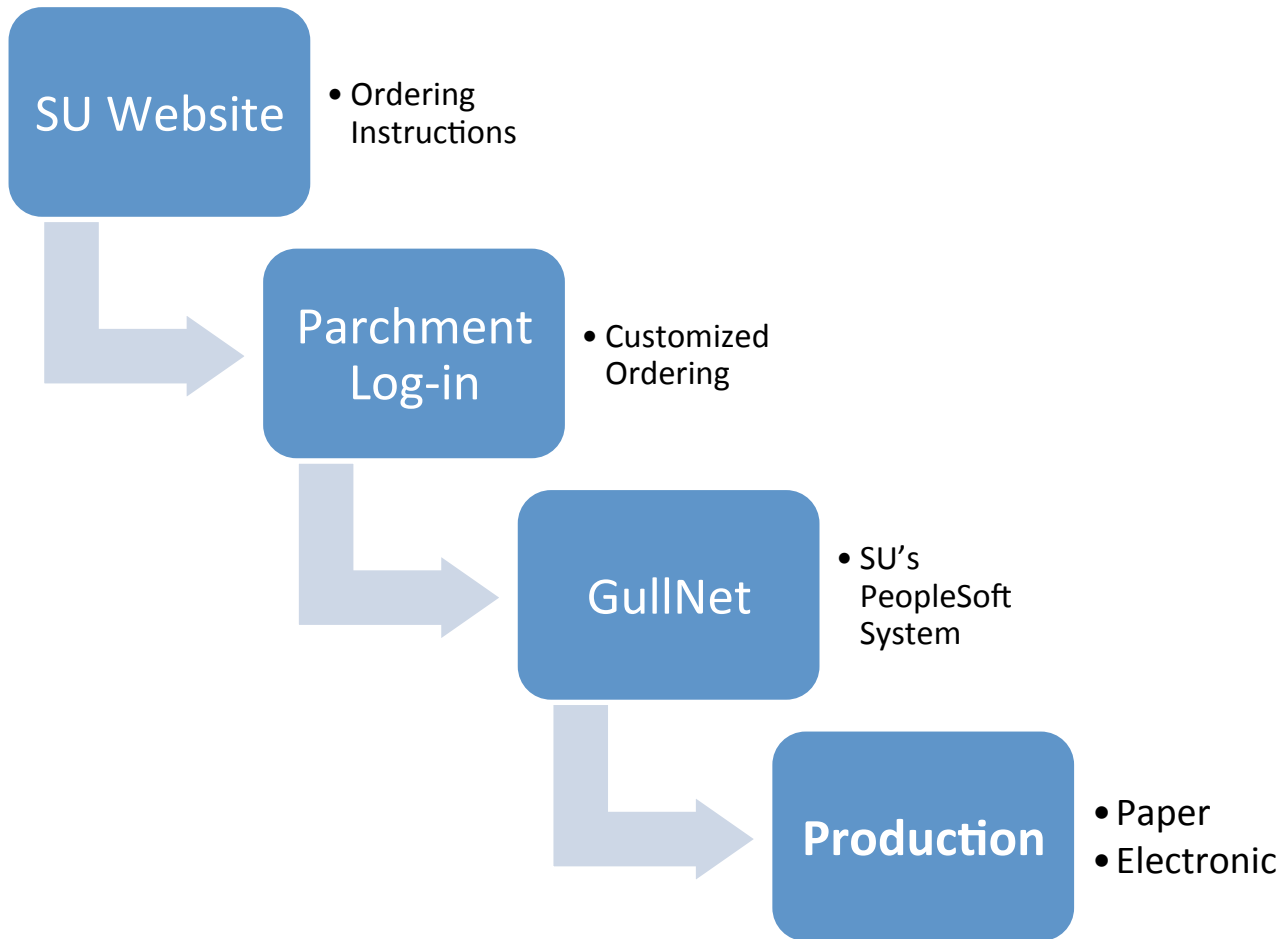 SU Website
• Ordering
Instructions
Parchment
Log-in
• Customized
Ordering
GullNet
• SU’s
PeopleSoft
System
Production
• Paper
• Electronic